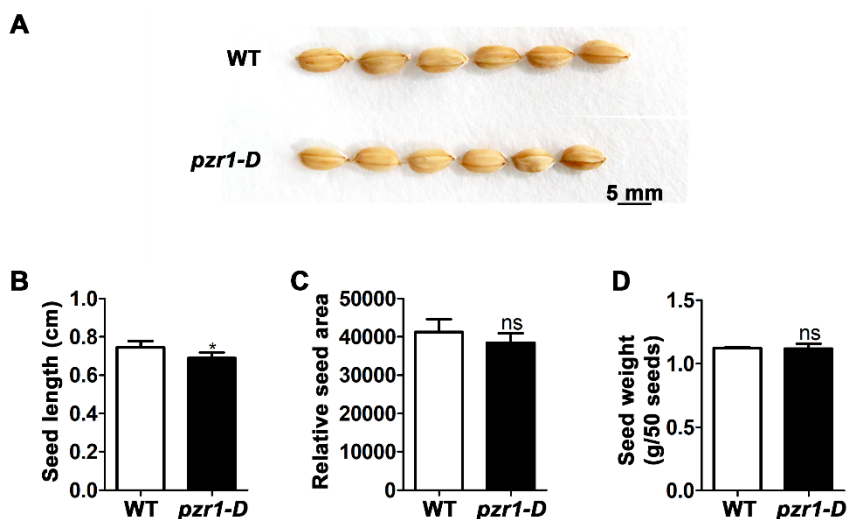 A
WT
pzr1-D
5 mm
B
Seed length (cm)
1.0
0.8
0.6
0.4
0.2
0.0
*
WT pzr1-D
C
Relative seed area
50000
40000
30000
20000
10000
0
ns
WT pzr1-D
D
Seed weight
(g/50 seeds)
1.5
1.0
0.5
0.0
ns
WT pzr1-D